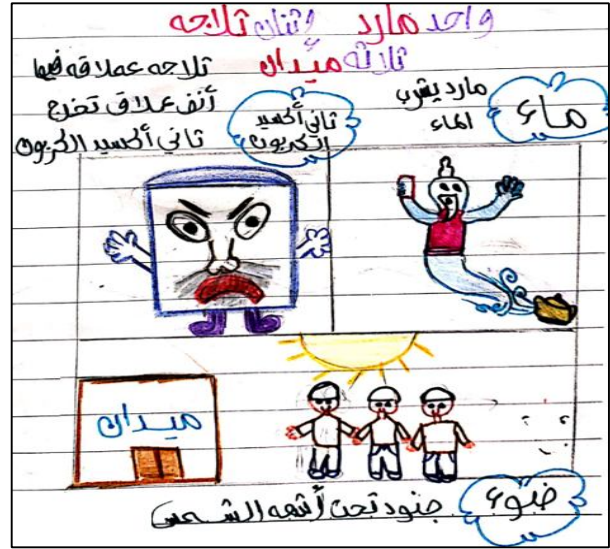 واحد مارد واثنان ثلاجه
ثلاثه ميدان
ماء
مارد يشرب
الماء
ثاني أكسيد
الكربون
ثلاجه عملاقه فيها
أنف عملاق تخرج
ثاني أكسيد الكربون
ميدان
ضوء
جنود تحت أشعه الشمس